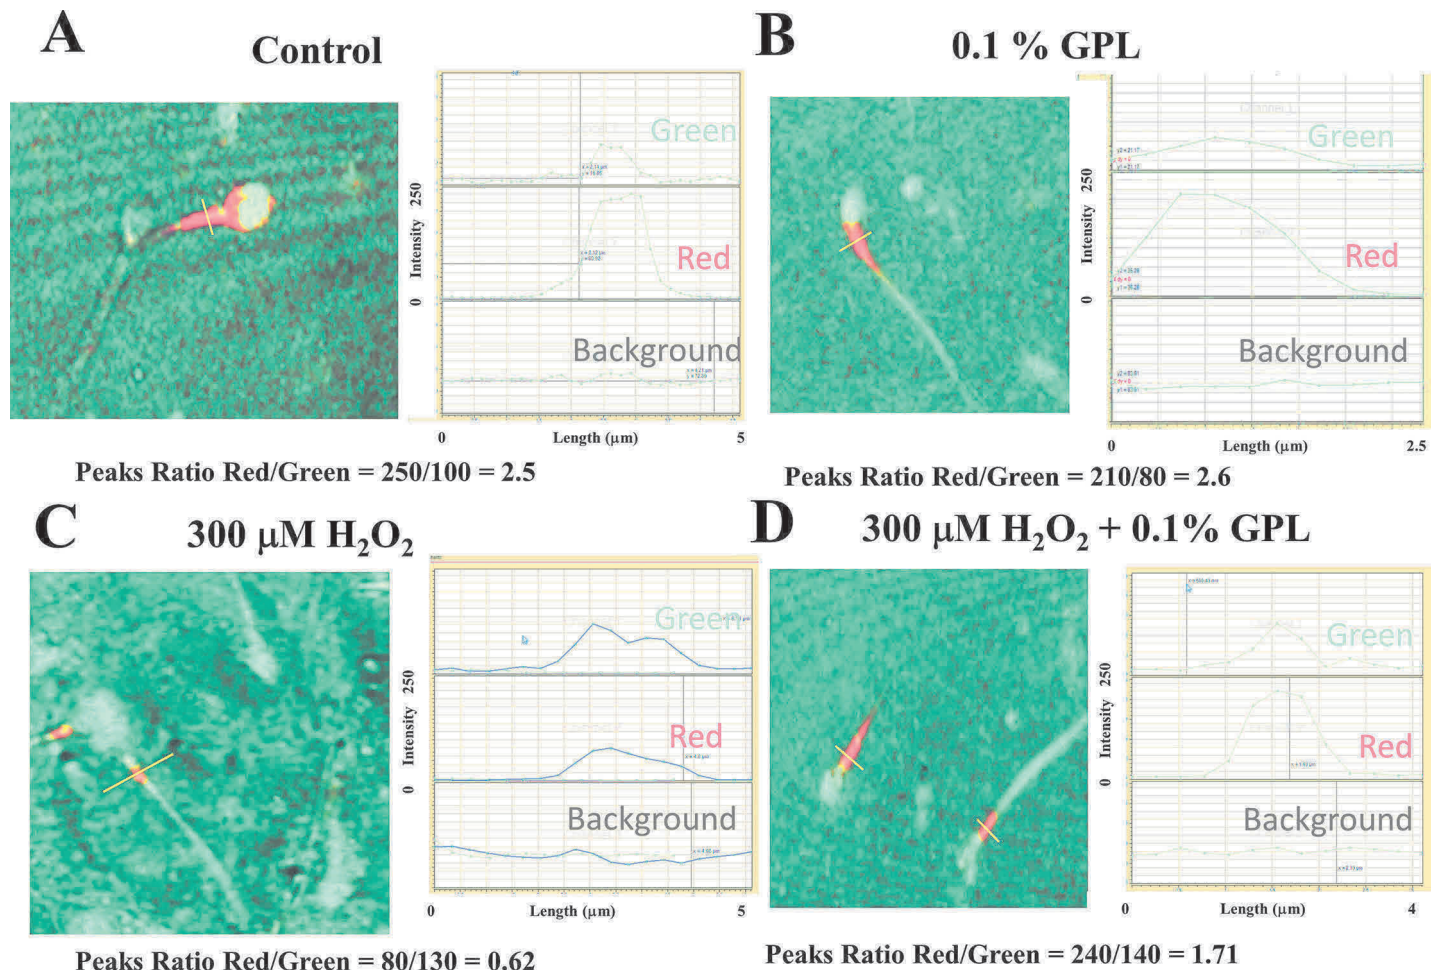 A
Control
Green
250
Intensity
Red
0
Background
0
Length (μm)
5
Peaks Ratio Red/Green = 250/100 = 2.5
B
0.1 % GPL
Green
250
Intensity
Red
0
Background
0
Length (μm)
2.5
Peaks Ratio Red/Green = 210/80 = 2.6
C
300 μM H₂O₂
Green
250
Intensity
Red
0
Background
0
Length (μm)
5
Peaks Ratio Red/Green = 80/130 = 0.62
D
300 μM H₂O₂ + 0.1% GPL
Green
250
Intensity
Red
0
Background
0
Length (μm)
4
Peaks Ratio Red/Green = 240/140 = 1.71